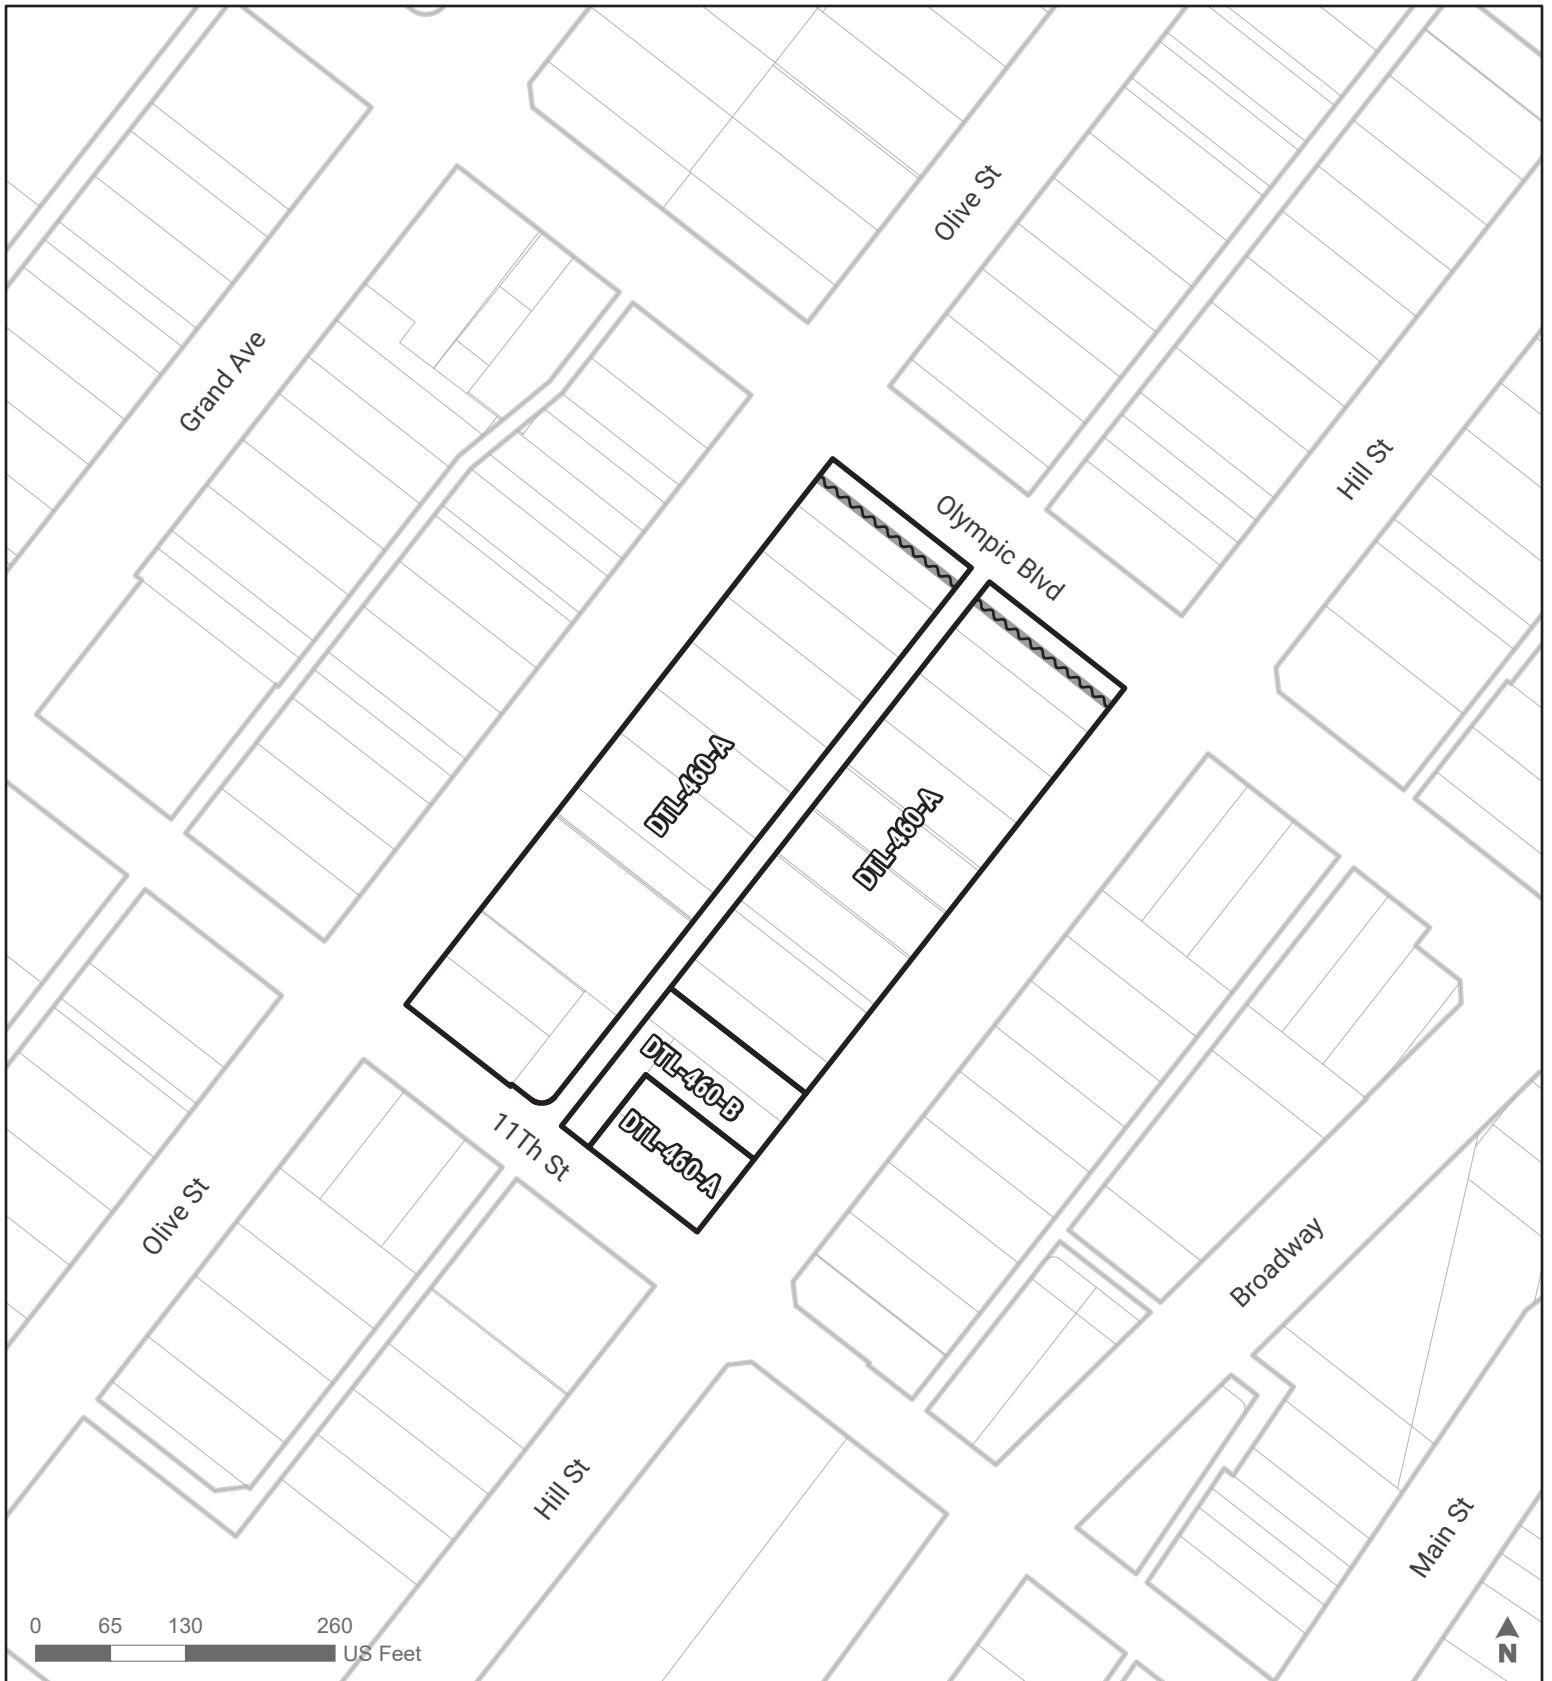 Olive St
Grand Ave
Hill St
Olympic Blvd
DTL-460-A
DTL-460-A
DTL-460-B
DTL-460-A
11Th St
Olive St
Broadway
Hill St
Main St
0 65 130 260
US Feet
N